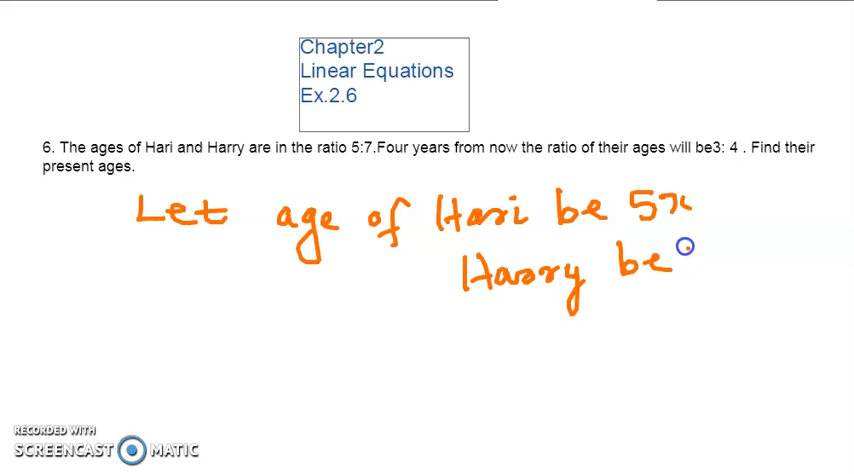 Chapter2
Linear Equations
Ex.2.6
6. The ages of Hari and Harry are in the ratio 5:7.Four years from now the ratio of their ages will be3: 4 . Find their
present ages.
Let age of Hari be 5x
Harry be
RECORDED WITH
SCREENCAST MATIC